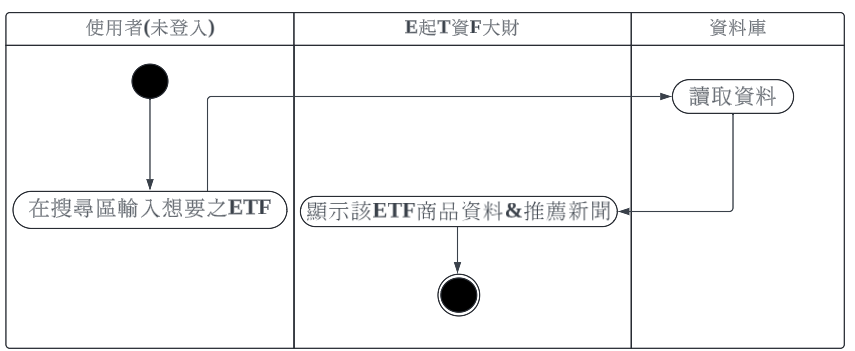 使用者(未登入)
E起T資F大財
資料庫
讀取資料
在搜尋區輸入想要之ETF
顯示該ETF商品資料&推薦新聞